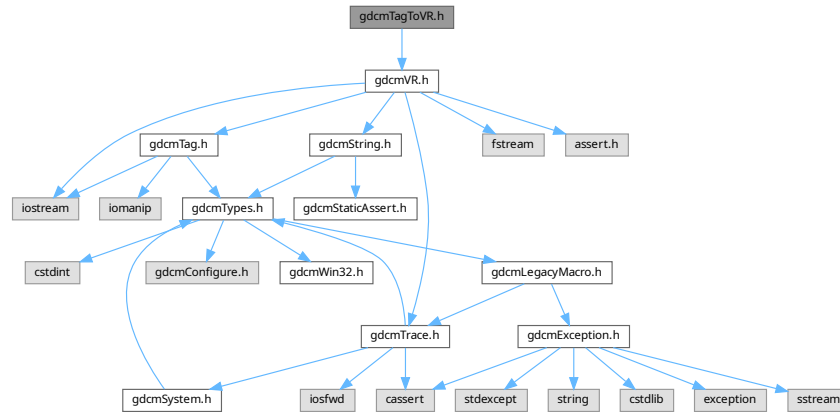 gdcmTagToVR.h
gdcmVR.h
gdcmTag.h
gdcmString.h
fstream
assert.h
iostream
iomanip
gdcmTypes.h
gdcmStaticAssert.h
cstdint
gdcmConfigure.h
gdcmWin32.h
gdcmLegacyMacro.h
gdcmTrace.h
gdcmException.h
gdcmSystem.h
iosfwd
cassert
stdexcept
string
cstdlib
exception
sstream